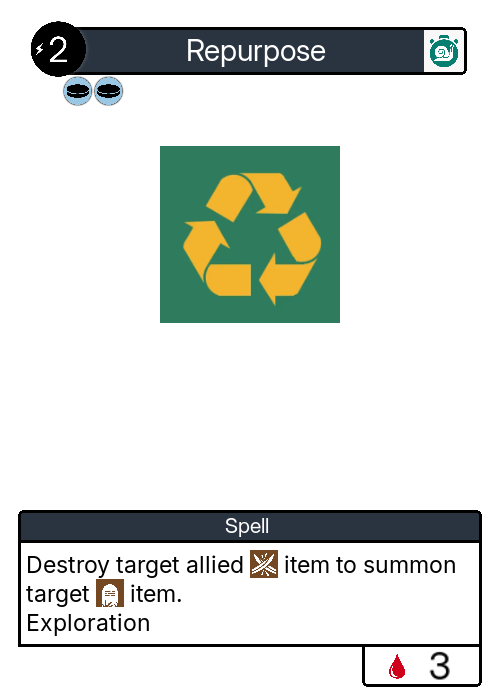 2
Repurpose
Spell
Destroy target allied item to summon
target item.
Exploration
3